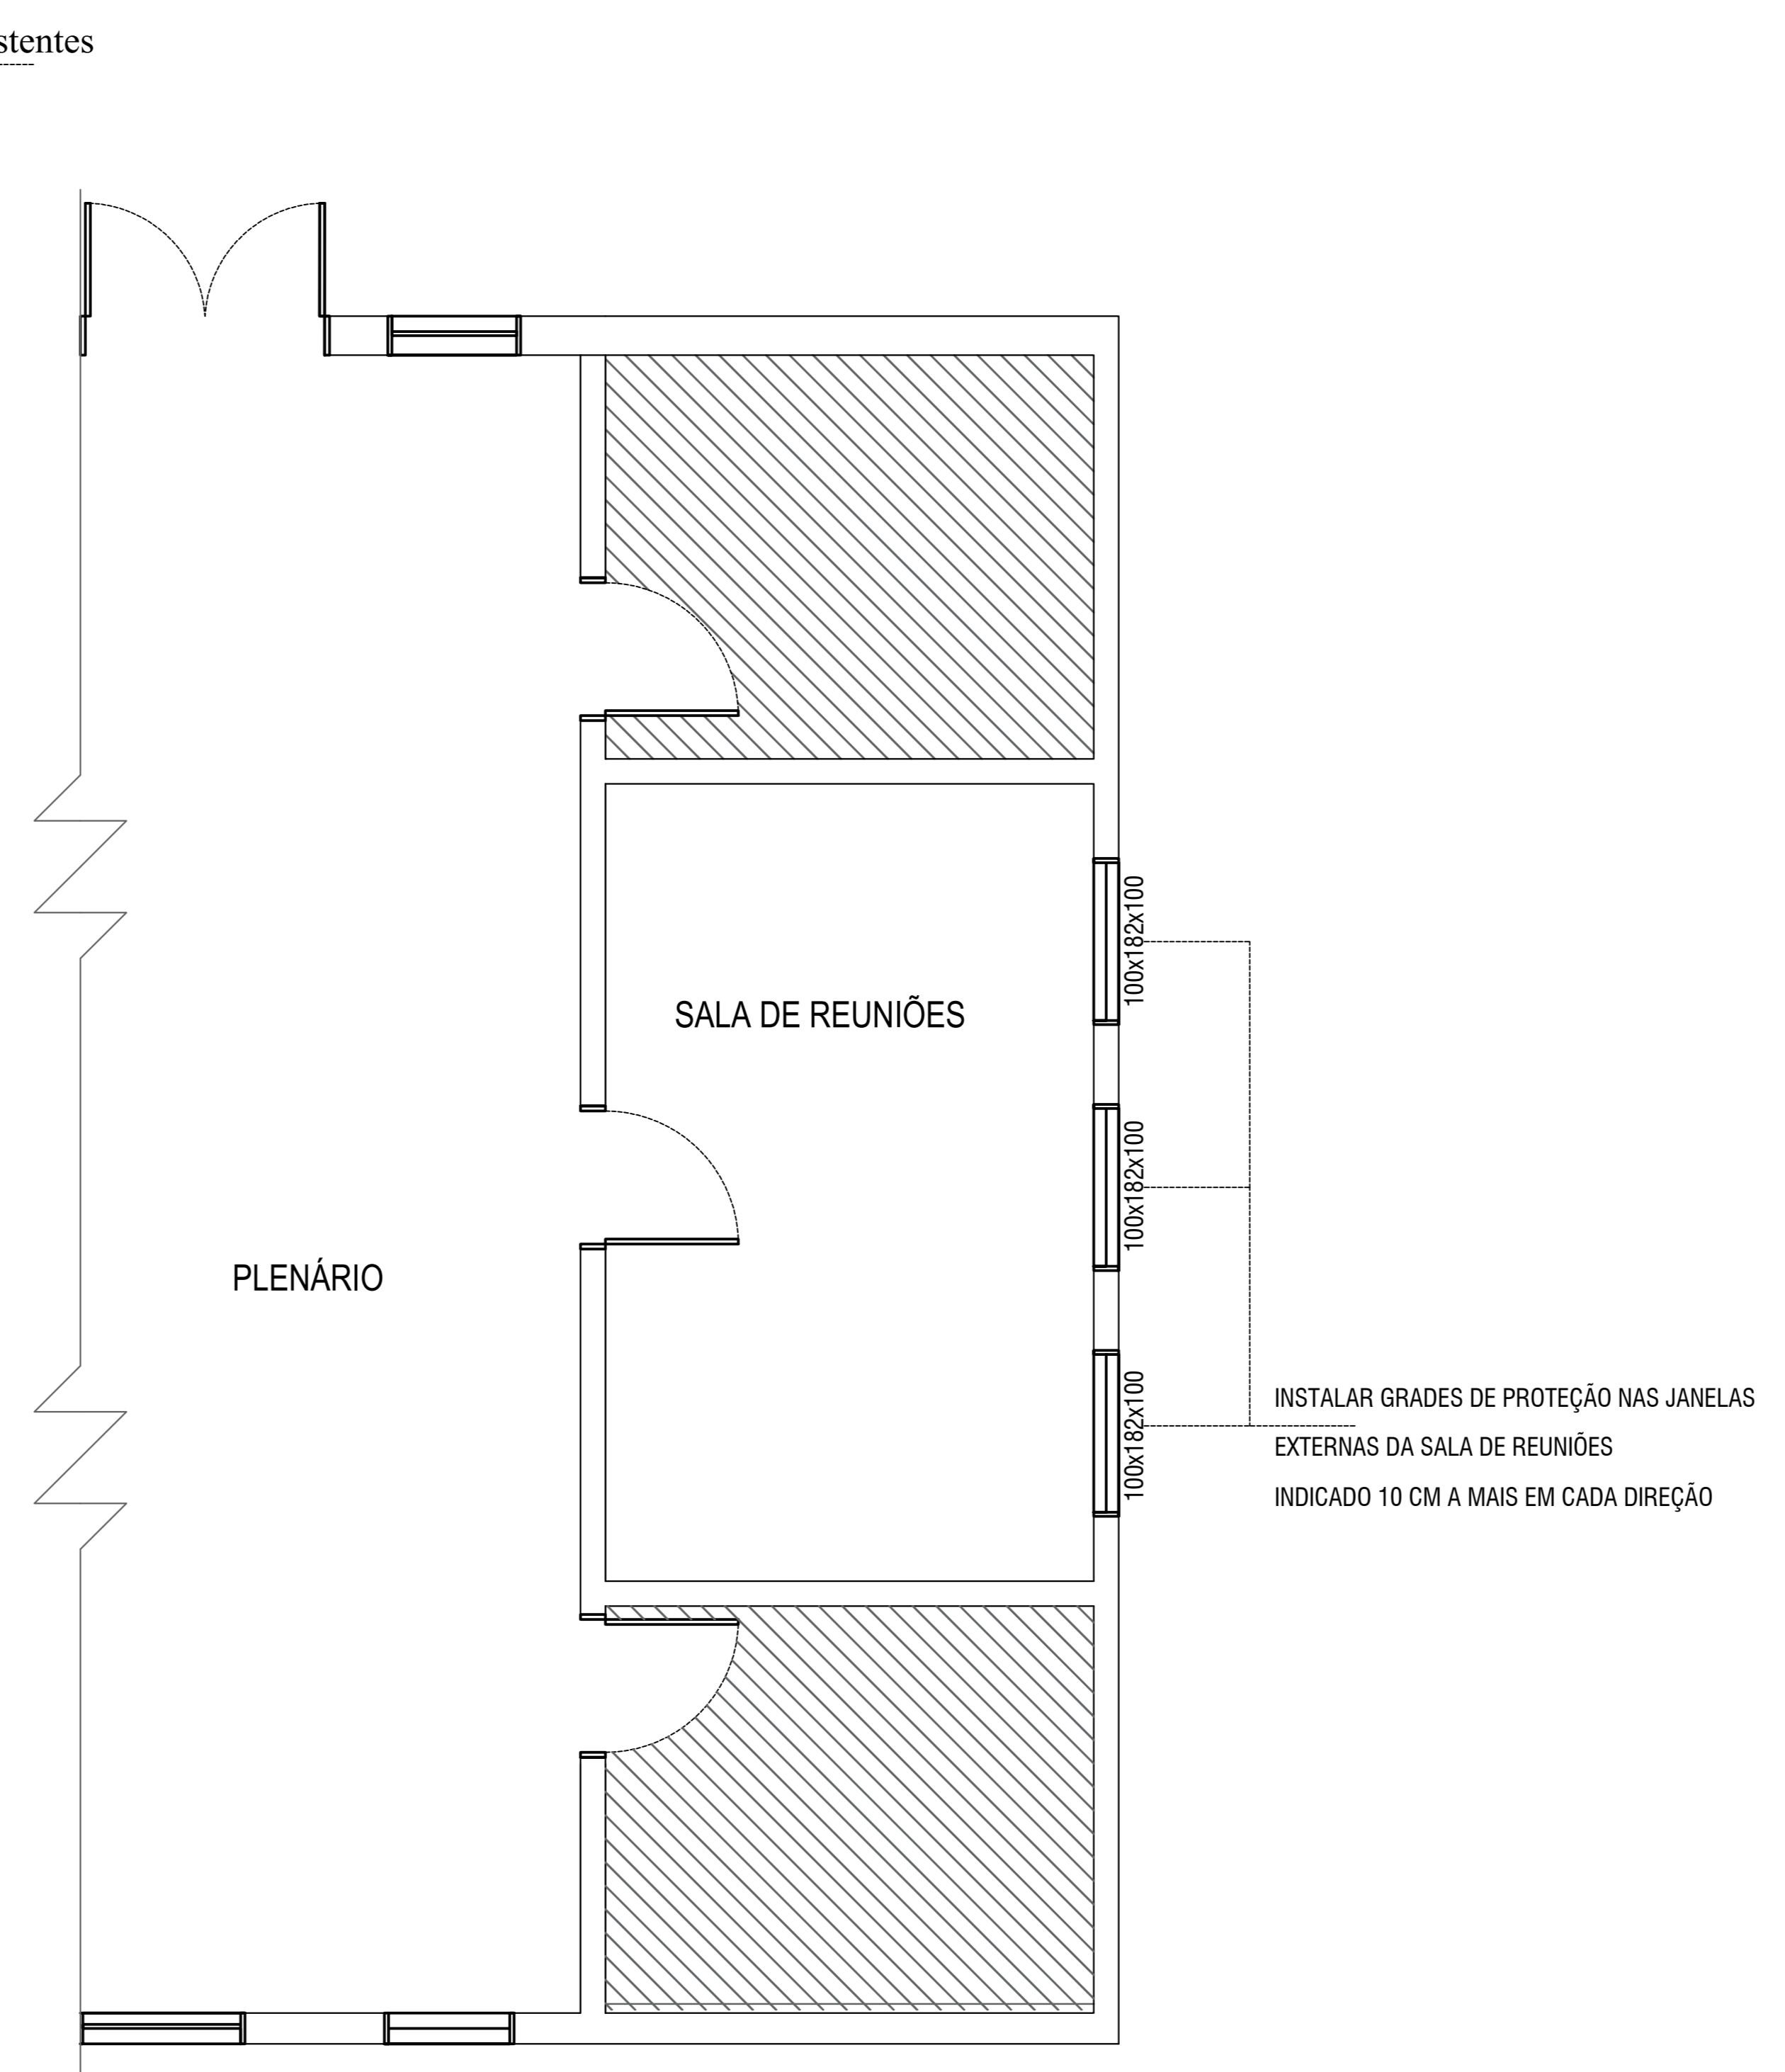 100x182x100
SALA DE REUNIÕES
100x182x100
PLENÁRIO
100x182x100
INSTALAR GRADES DE PROTEÇÃO NAS JANELAS
EXTERNAS DA SALA DE REUNIÕES
INDICADO 10 CM A MAIS EM CADA DIREÇÃO